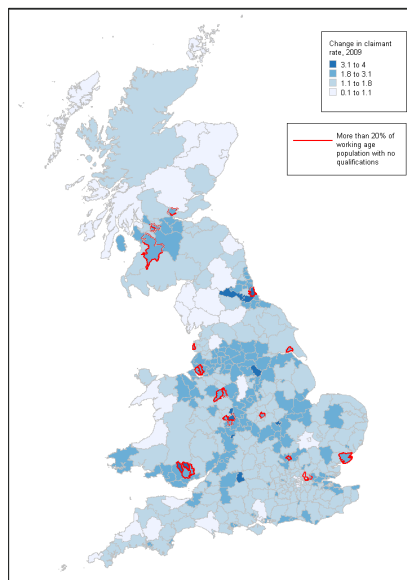 Change in claimant
rate, 2009
3.1 to 4
1.8 to 3.1
1.1 to 1.8
0.1 to 1.1
More than 20% of
working age
population with no
qualifications